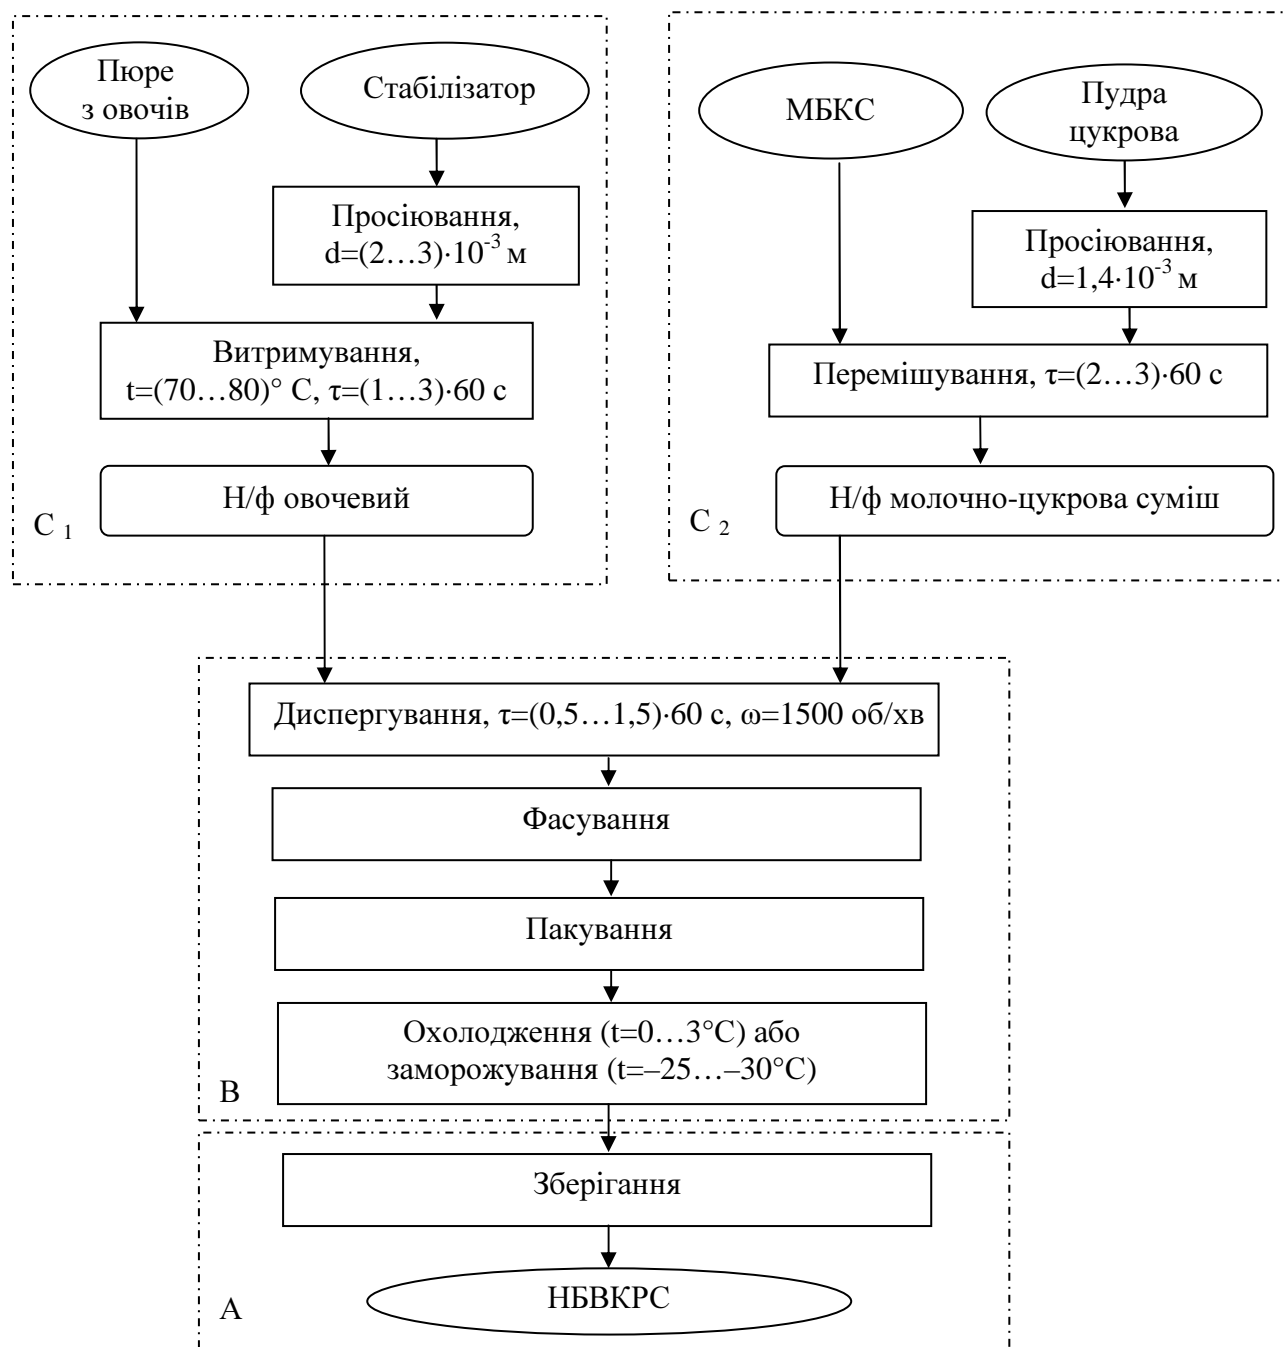 Пюре
з овочів
Стабілізатор
Просіювання,
d=(2…3)·10⁻³ м
Витримування,
t=(70…80)° С, τ=(1…3)·60 с
Н/ф овочевий
С ₁
МБКС
Пудра
цукрова
Просіювання,
d=1,4·10⁻³ м
Перемішування, τ=(2…3)·60 с
Н/ф молочно-цукрова суміш
С ₂
Диспергування, τ=(0,5…1,5)·60 с, ω=1500 об/хв
Фасування
Пакування
Охолодження (t=0…3°С) або
заморожування (t=–25…–30°С)
В
Зберігання
НБВКРС
А